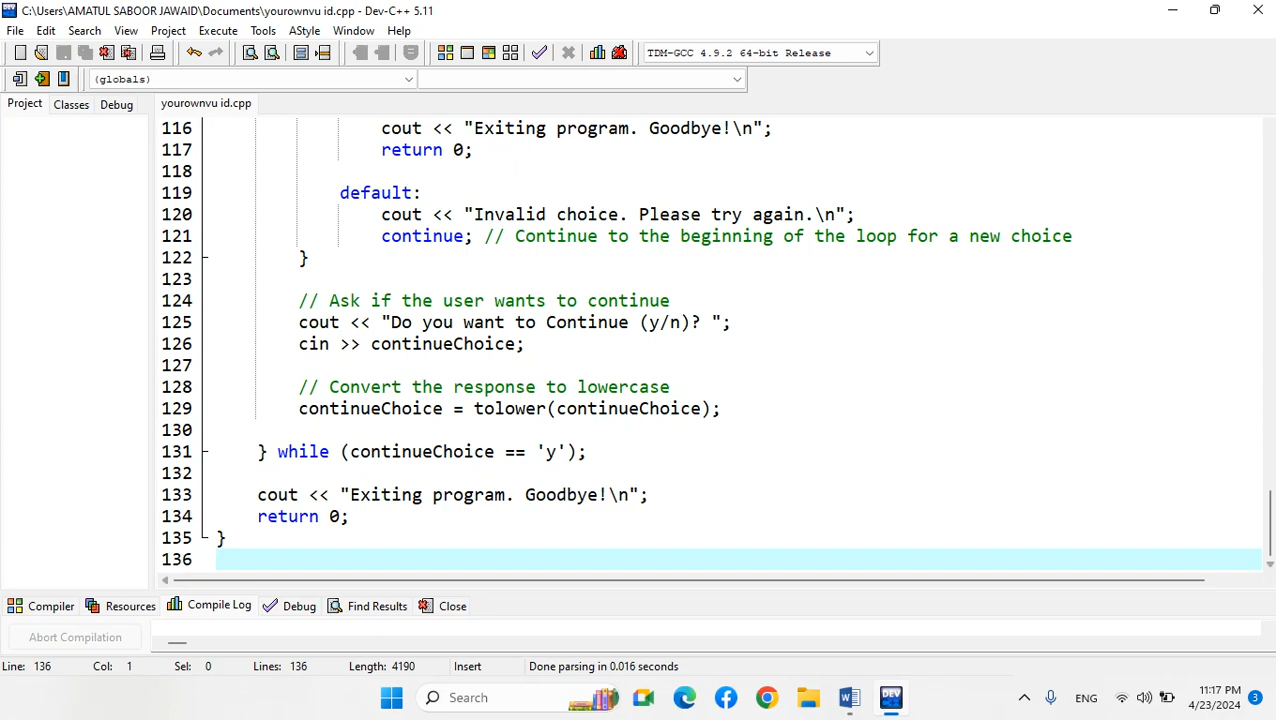 C:\Users\AMATUL SABOOR JAWAID\Documents\yourownvu id.cpp - Dev-C++ 5.11
File Edit Search View Project Execute Tools AStyle Window Help
TDM-GCC 4.9.2 64-bit Release
(globals)
Project Classes Debug yourownvu id.cpp
116 cout << "Exiting program. Goodbye!\n";
117 return 0;
118
119 default:
120 cout << "Invalid choice. Please try again.\n";
121 continue; // Continue to the beginning of the loop for a new choice
122 }
123
124 // Ask if the user wants to continue
125 cout << "Do you want to Continue (y/n)? ";
126 cin >> continueChoice;
127
128 // Convert the response to lowercase
129 continueChoice = tolower(continueChoice);
130
131 } while (continueChoice == 'y');
132
133 cout << "Exiting program. Goodbye!\n";
134 return 0;
135 }
136
Compiler Resources Compile Log Debug Find Results Close
Abort Compilation
Line: 136 Col: 1 Sel: 0 Lines: 136 Length: 4190 Insert Done parsing in 0.016 seconds
Search W DEV ENG 11:17 PM 3
4/23/2024